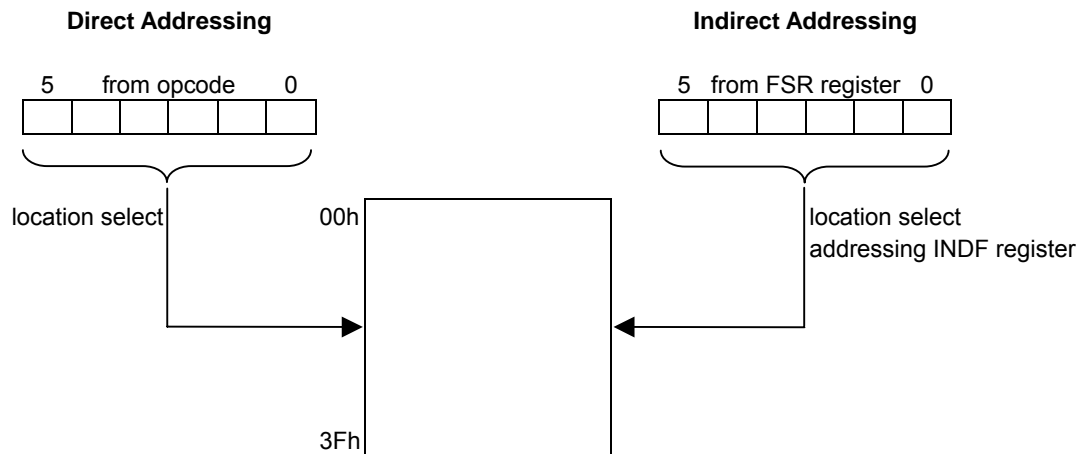 Direct Addressing
Indirect Addressing
5 from opcode 0
5 from FSR register 0
location select
00h
location select
addressing INDF register
3Fh